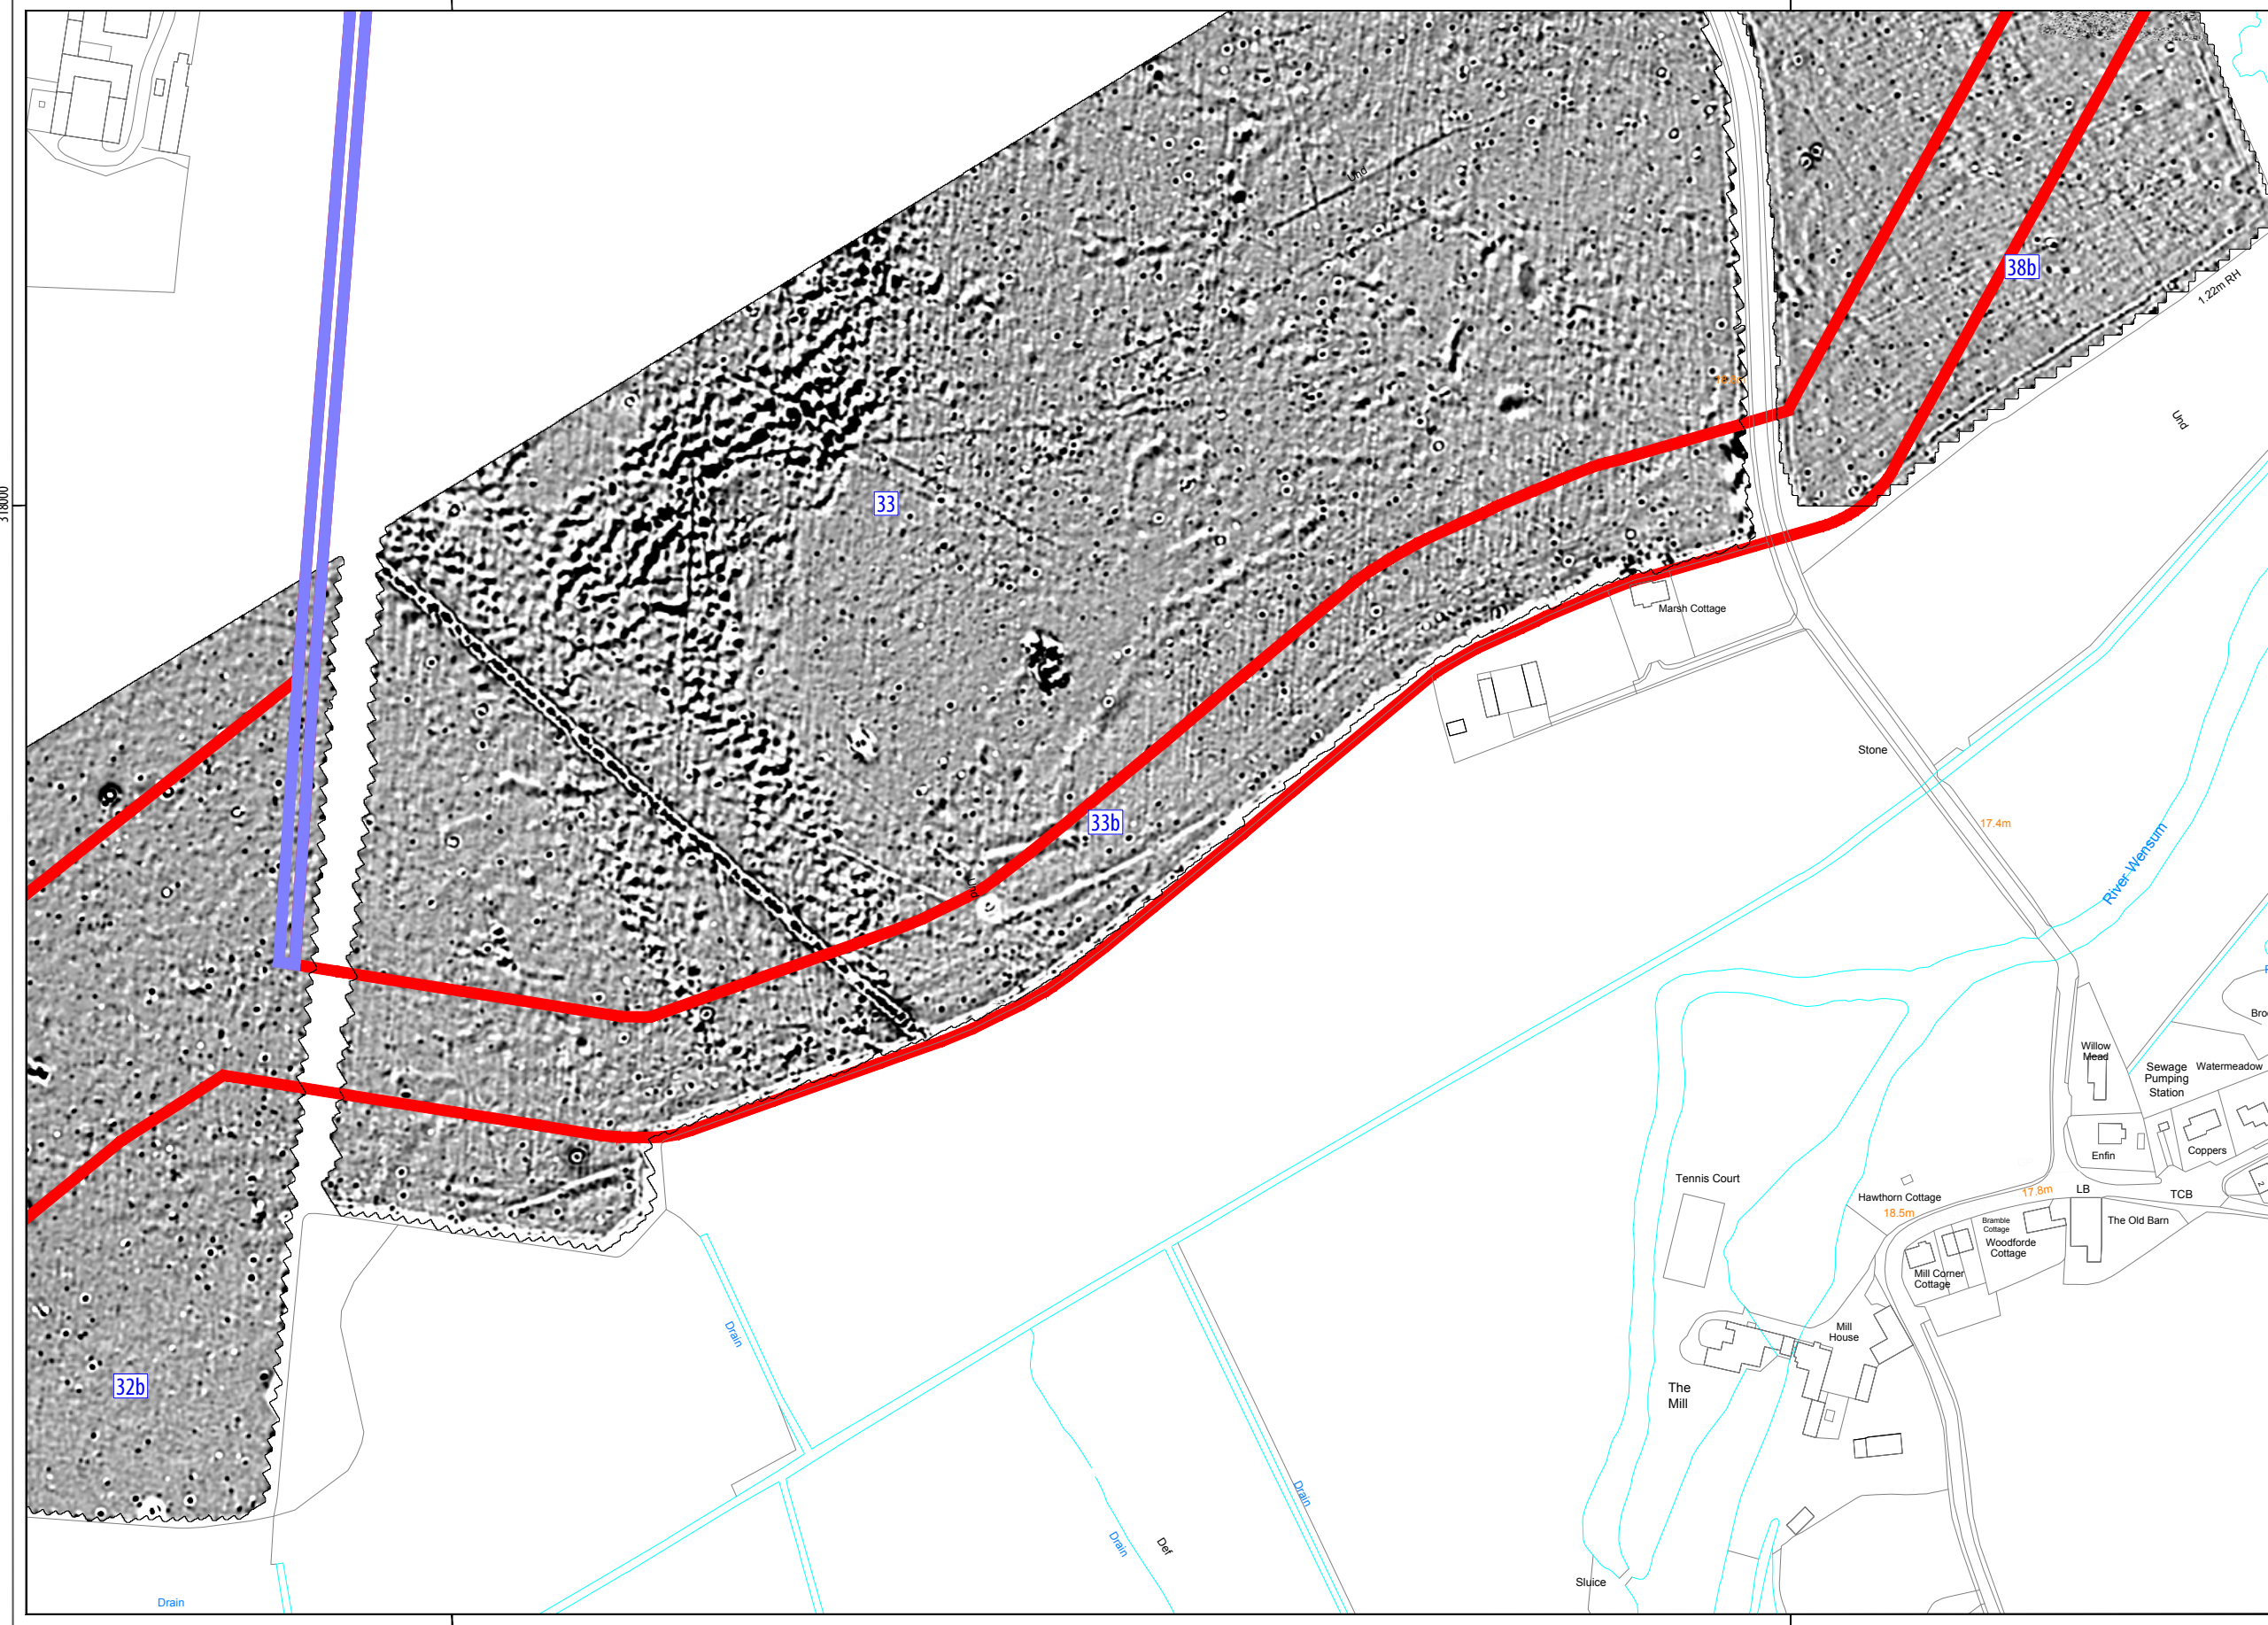 Und
38b
1.22m RH
Und
318000
33
Marsh Cottage
Stone
17.4m
33b
River Wensum
Und
Willow
Mead
Sewage
Pumping
Station
Watermeadow
Enfin
Coppers
Tennis Court
Hawthorn Cottage
17.8m
LB
TCB
18.5m
Bramble
Cottage
The Old Barn
Woodforde
Cottage
Mill Corner
Cottage
Drain
Mill
House
32b
The
Mill
Drain
Drain
Def
Sluice
Drain
2